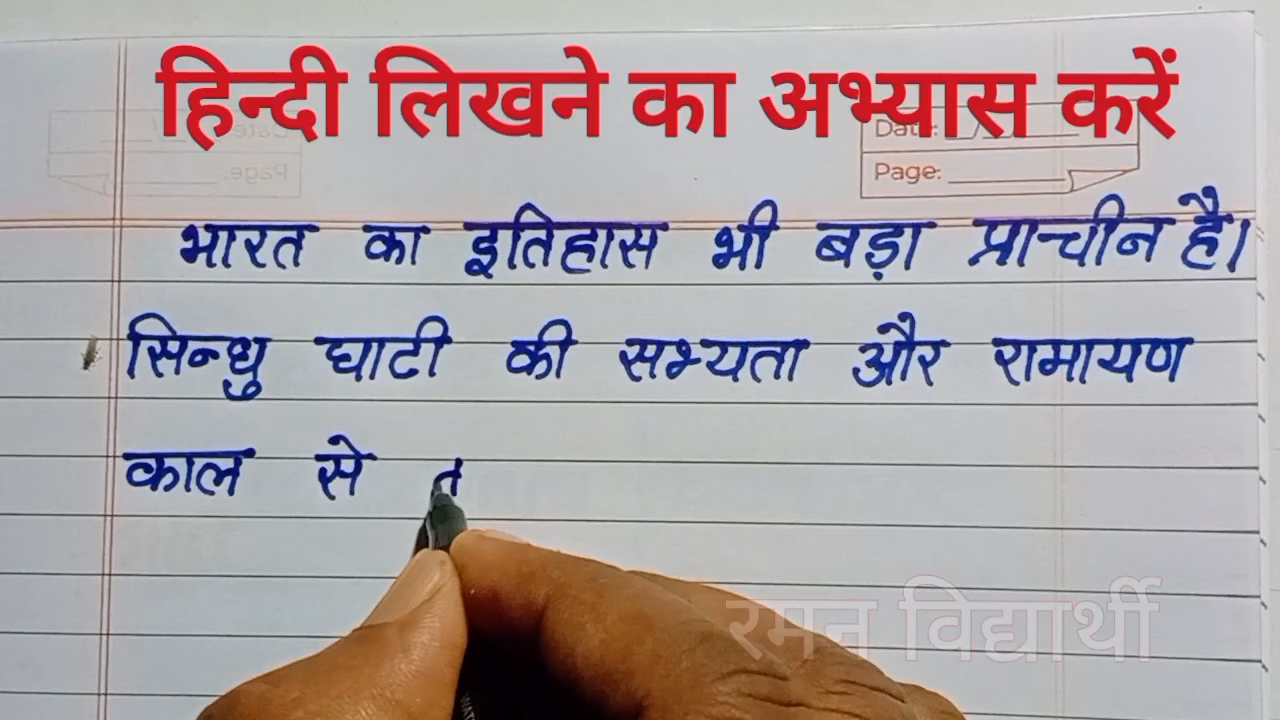 हिन्दी लिखने का अभ्यास करें
Date:
Page:
भारत का इतिहास भी बड़ा प्राचीन है।
सिन्धु घाटी की सभ्यता और रामायण
काल से
रमन विद्यार्थी